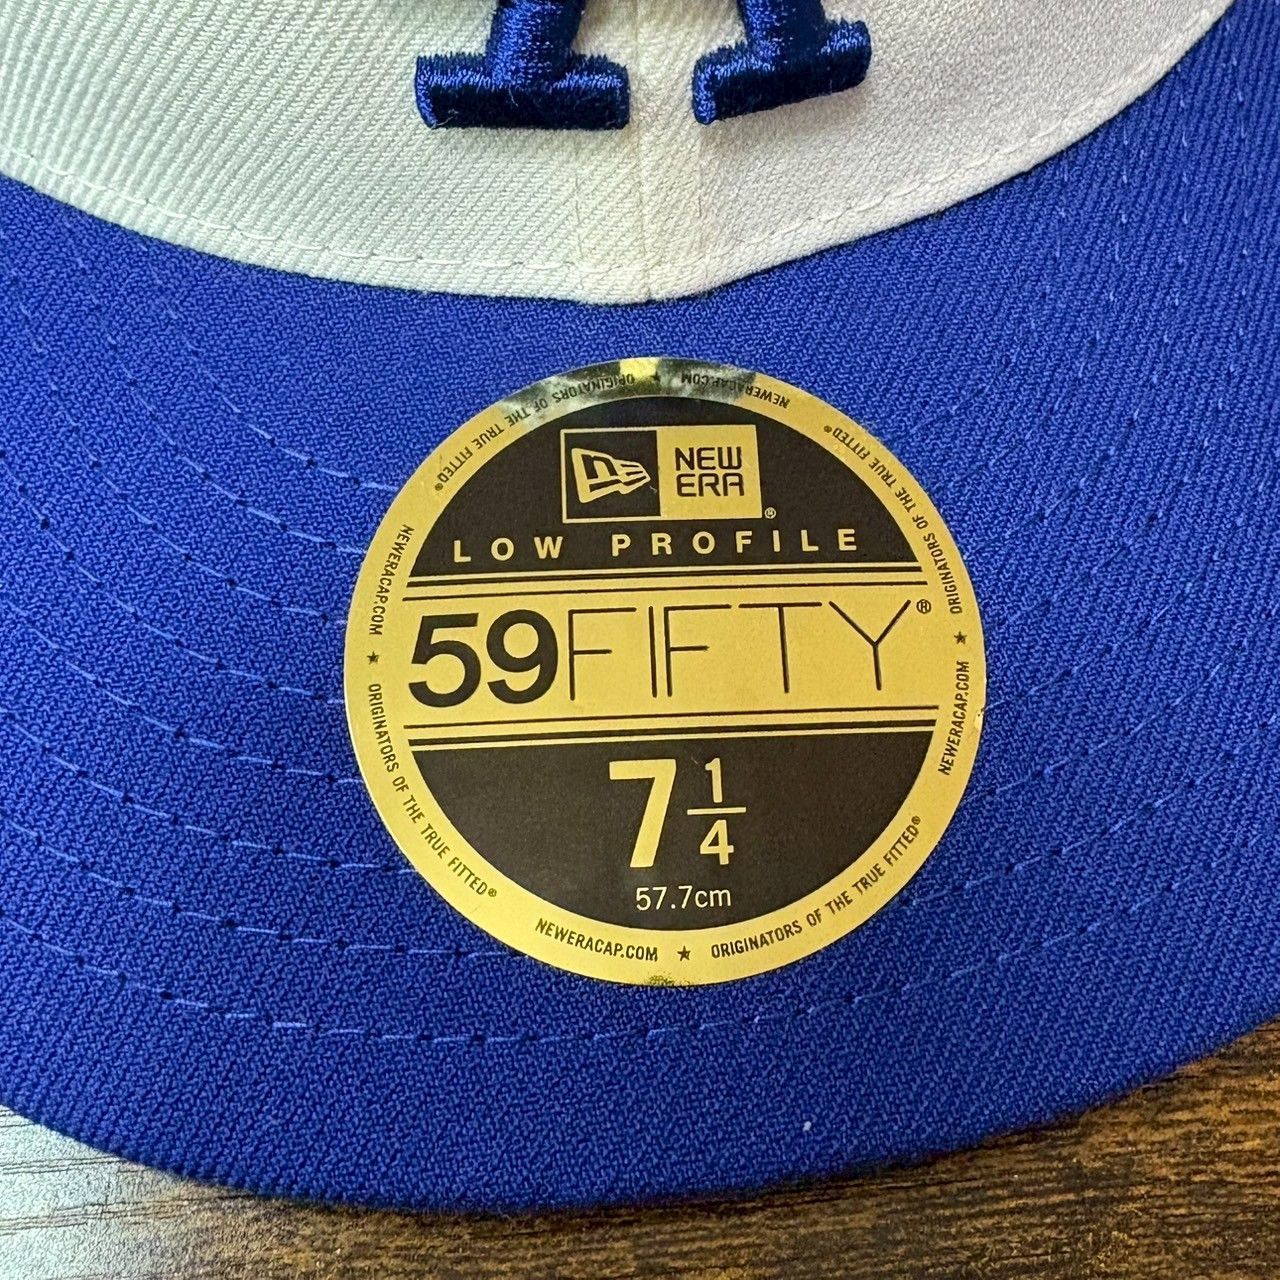 NEW
ERA®
LOW PROFILE
59FIFTY®
7 1/4
57.7cm
NEWERACAP.COM ★ ORIGINATORS OF THE TRUE FITTED®
NEWERACAP.COM ★ ORIGINATORS OF THE TRUE FITTED®
NEWERACAP.COM ★ ORIGINATORS OF THE TRUE FITTED®
NEWERACAP.COM ★ ORIGINATORS OF THE TRUE FITTED®